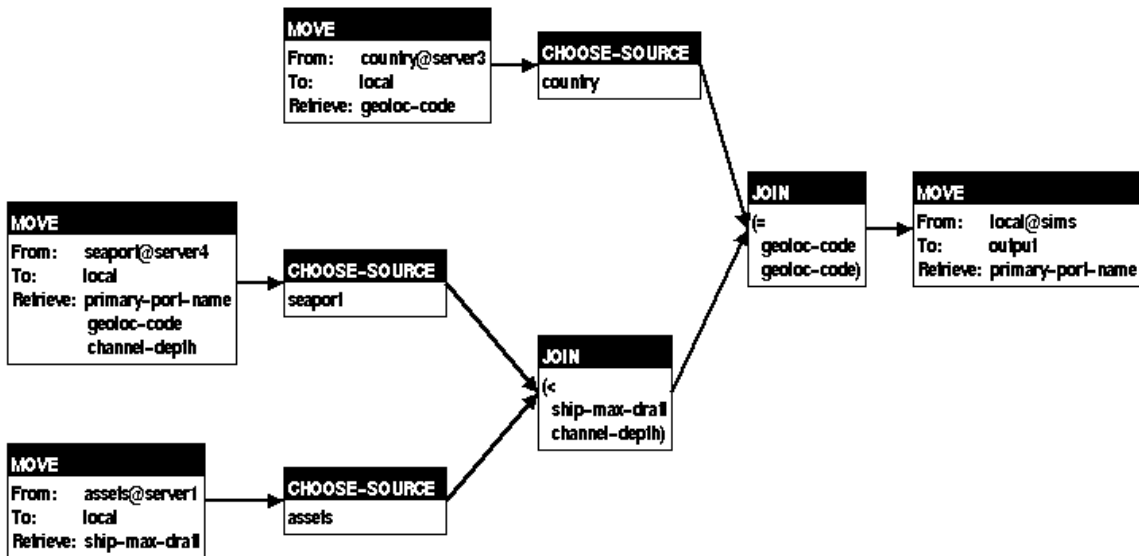 MOVE
From: country@server3
To: local
Retrieve: geoloc-code
CHOOSE-SOURCE
country
MOVE
From: seaport@server4
To: local
Retrieve: primary-port-name
geoloc-code
channel-depth
CHOOSE-SOURCE
seaport
MOVE
From: assets@server1
To: local
Retrieve: ship-max-draft
CHOOSE-SOURCE
assets
JOIN
(<
ship-max-draft
channel-depth)
JOIN
(=
geoloc-code
geoloc-code)
MOVE
From: local@sims
To: output
Retrieve: primary-port-name